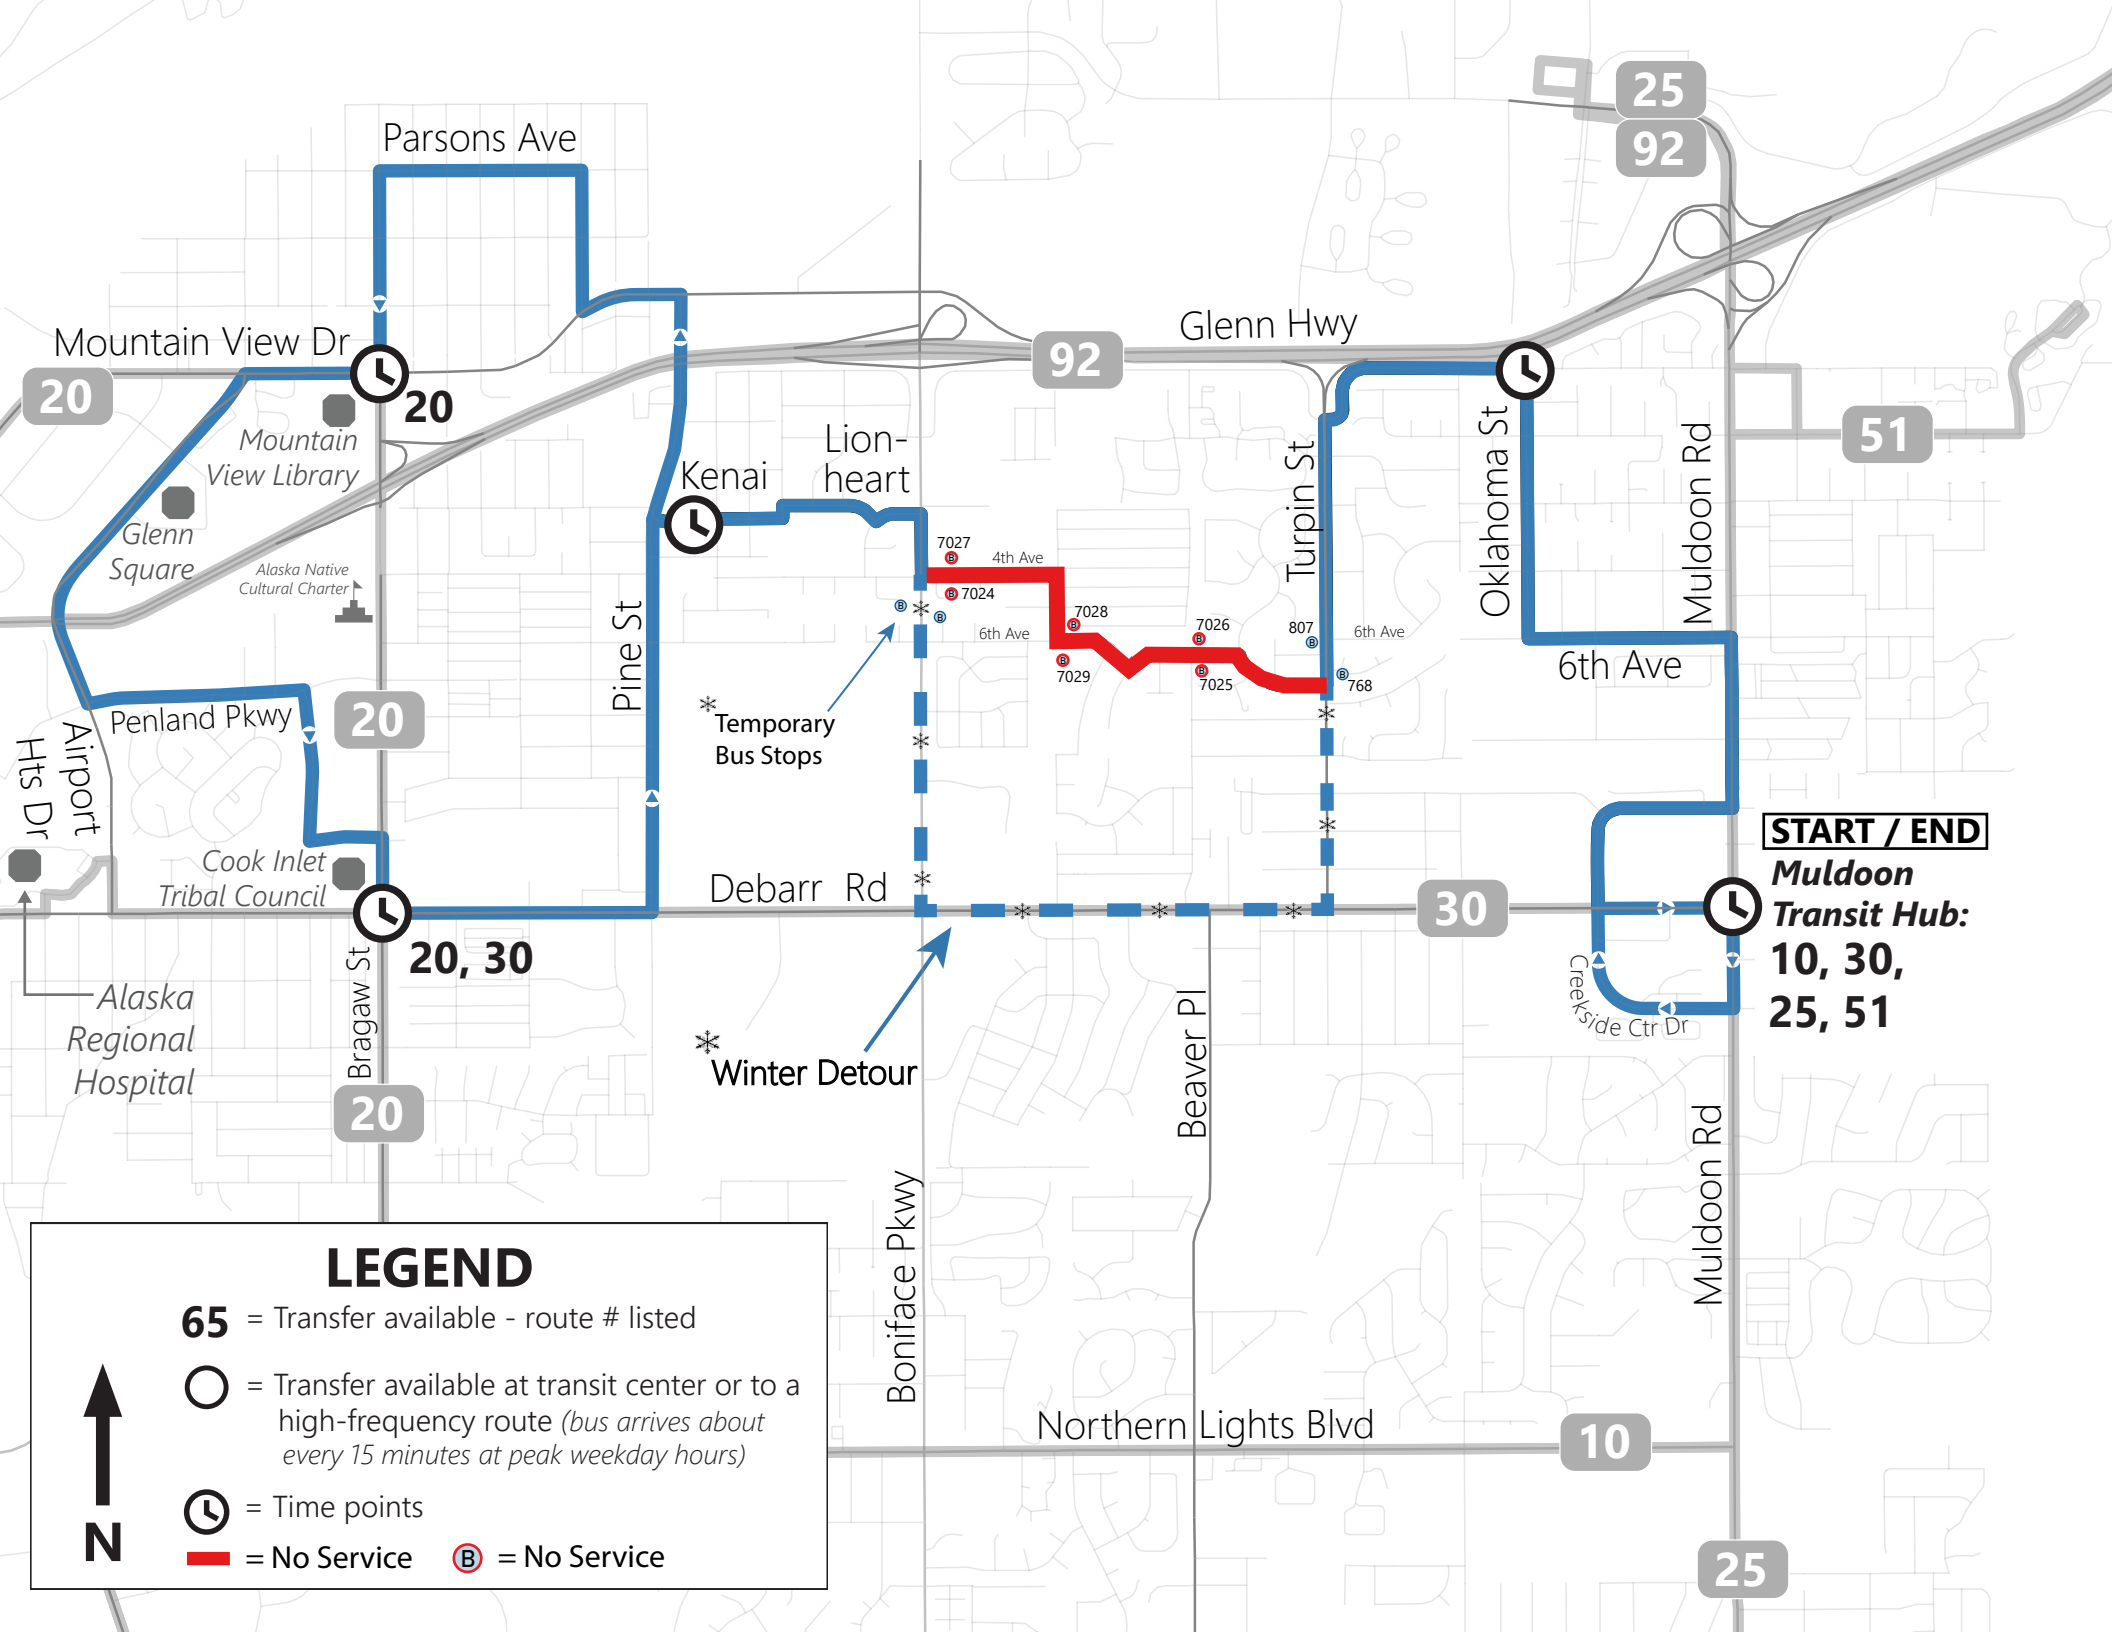 25
92
Parsons Ave
Mountain View Dr
Glenn Hwy
92
20
20
51
Mountain
View Library
Lion-
heart
Kenai
Glenn
Square
Alaska Native
Cultural Charter
Turpin St
Oklahoma St
Muldoon Rd
7027
4th Ave
B
B
7024
B
B
7028
B
6th Ave
7026
B
807
B
6th Ave
B
7029
B
7025
B
768
6th Ave
Pine St
Penland Pkwy
20
Temporary
Bus Stops
Airport
Hts Dr
Cook Inlet
Tribal Council
Debarr Rd
30
START / END
Muldoon
Transit Hub:
10, 30,
25, 51
20, 30
Bragaw St
Alaska
Regional
Hospital
Creekside Ctr Dr
Winter Detour
Beaver Pl
20
Muldoon Rd
Boniface Pkwy
Northern Lights Blvd
10
25
LEGEND
65 = Transfer available - route # listed
= Transfer available at transit center or to a
high-frequency route (bus arrives about
every 15 minutes at peak weekday hours)
= Time points
= No Service
B = No Service
N